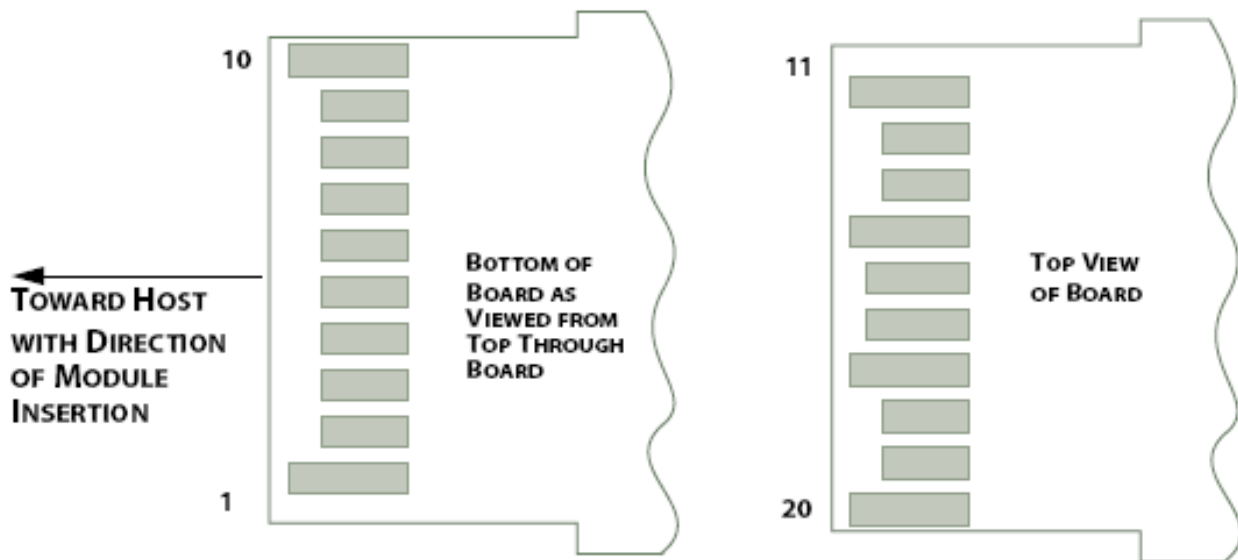 10
1
TOWARD HOST
WITH DIRECTION
OF MODULE
INSERTION
BOTTOM OF
BOARD AS
VIEWED FROM
TOP THROUGH
BOARD
11
20
TOP VIEW
OF BOARD